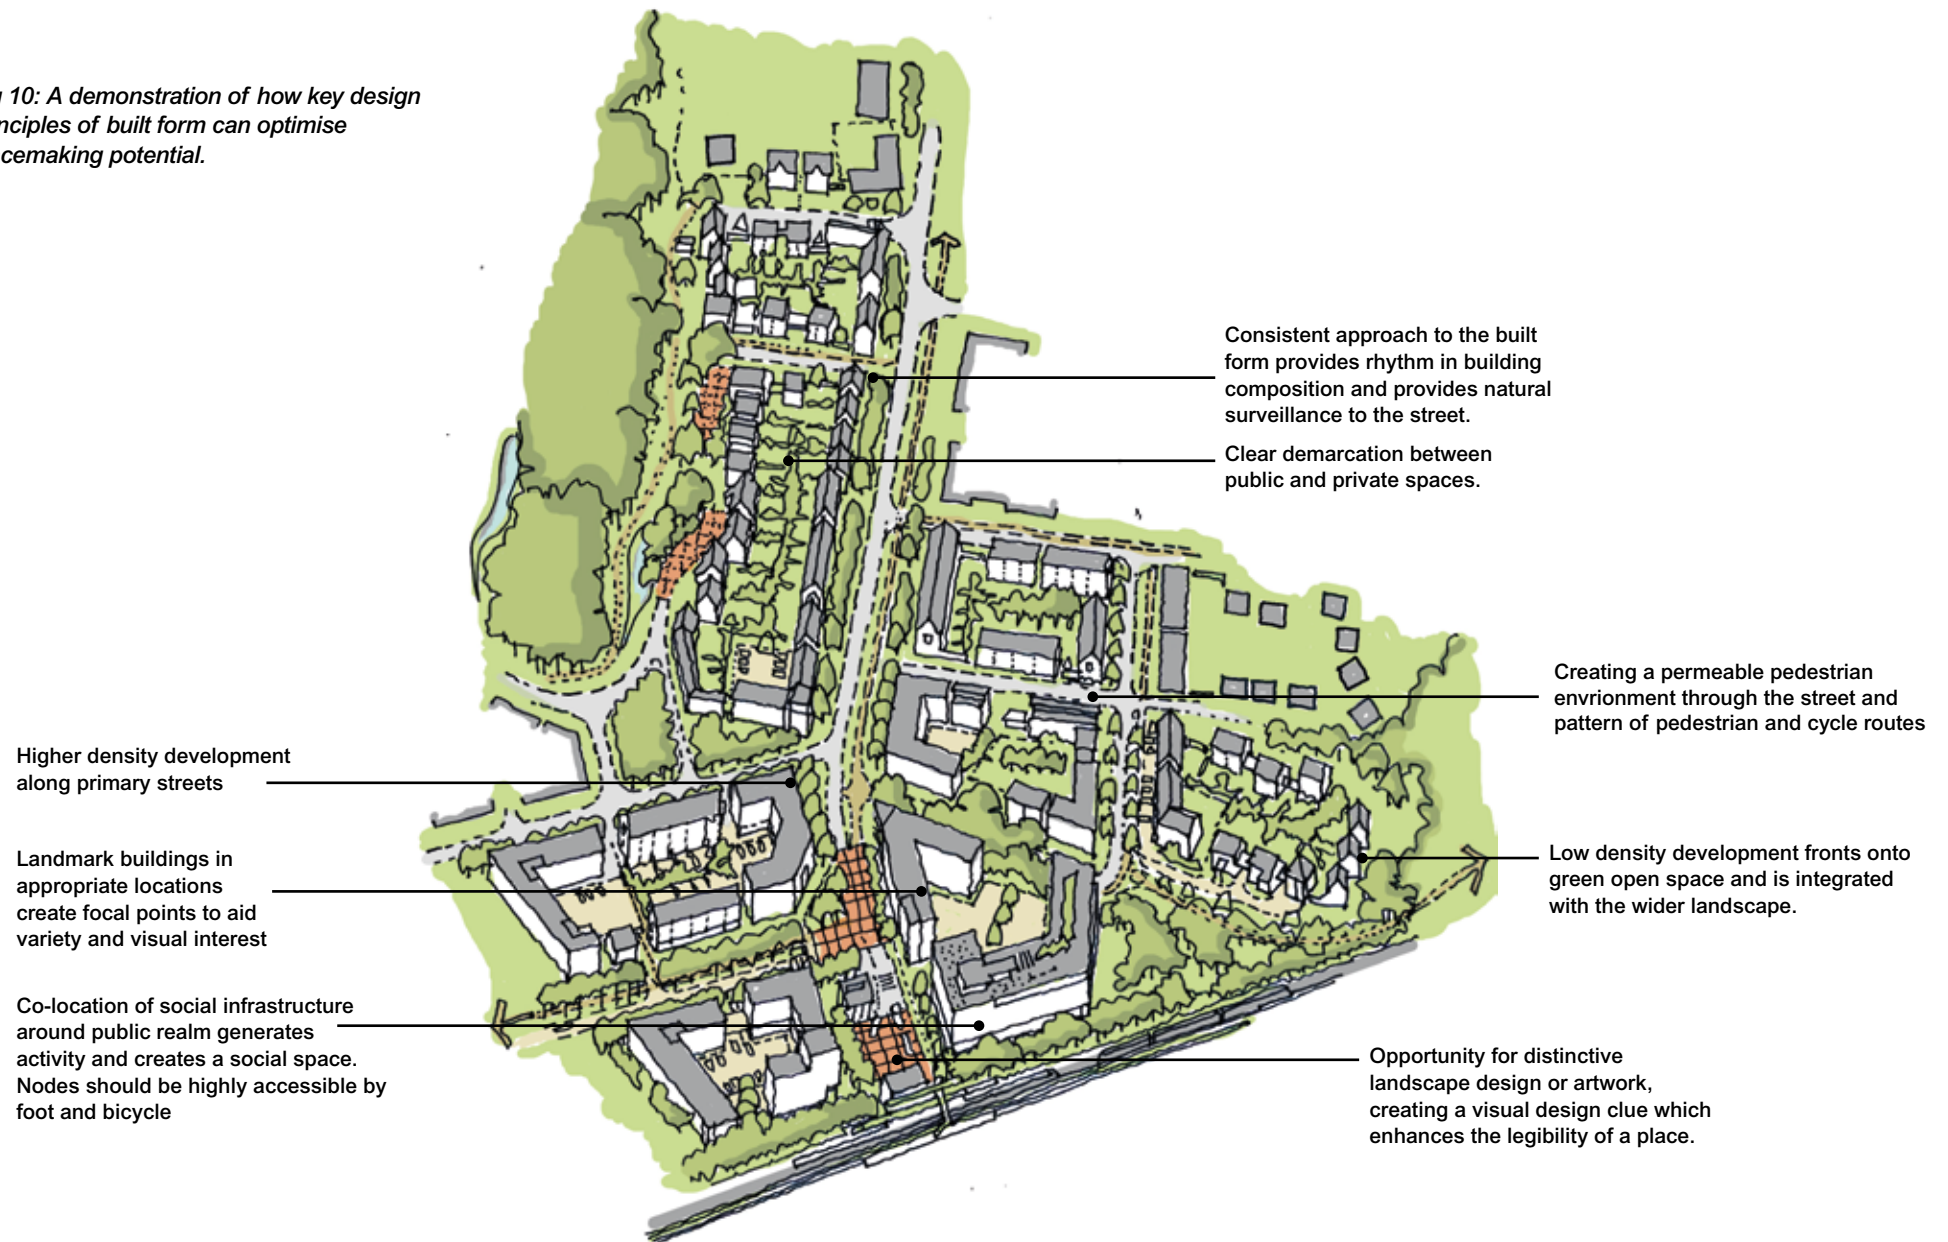 10: A demonstration of how key design
of built form can optimise
potential.
Consistent approach to the built
form provides rhythm in building
composition and provides natural
surveillance to the street.
Clear demarcation between
public and private spaces.
Creating a permeable pedestrian
envrionment through the street and
pattern of pedestrian and cycle routes
Higher density development
along primary streets
Landmark buildings in
appropriate locations
create focal points to aid
variety and visual interest
Low density development fronts onto
green open space and is integrated
with the wider landscape.
Co-location of social infrastructure
around public realm generates
activity and creates a social space.
Nodes should be highly accessible by
foot and bicycle
Opportunity for distinctive
landscape design or artwork,
creating a visual design clue which
enhances the legibility of a place.